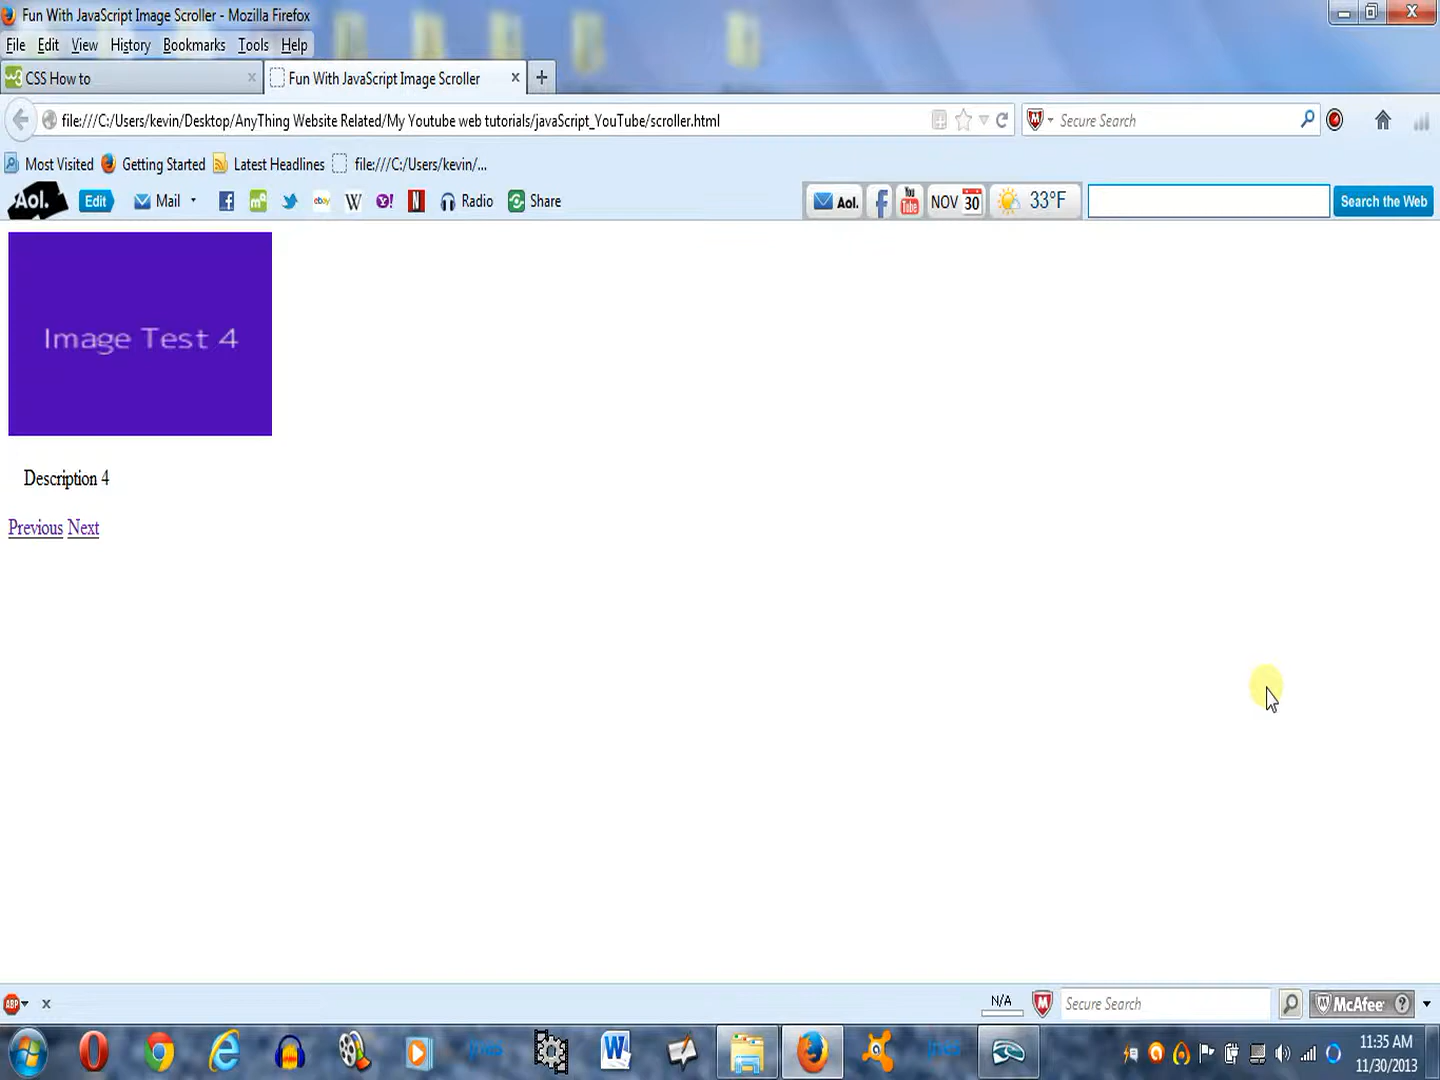 Fun With JavaScript Image Scroller - Mozilla Firefox
File Edit View History Bookmarks Tools Help
CSS How to
Fun With JavaScript Image Scroller
file:///C:/Users/kevin/Desktop/AnyThing Website Related/My Youtube web tutorials/javaScript_YouTube/scroller.html
Secure Search
Most Visited Getting Started Latest Headlines file:///C:/Users/kevin/...
Aol. Edit Mail W Y! N Radio Share Aol. You Tube NOV 30 33°F Search the Web
Image Test 4
Description 4
Previous Next
ABP N/A Secure Search McAfee ?
11:35 AM
11/30/2013